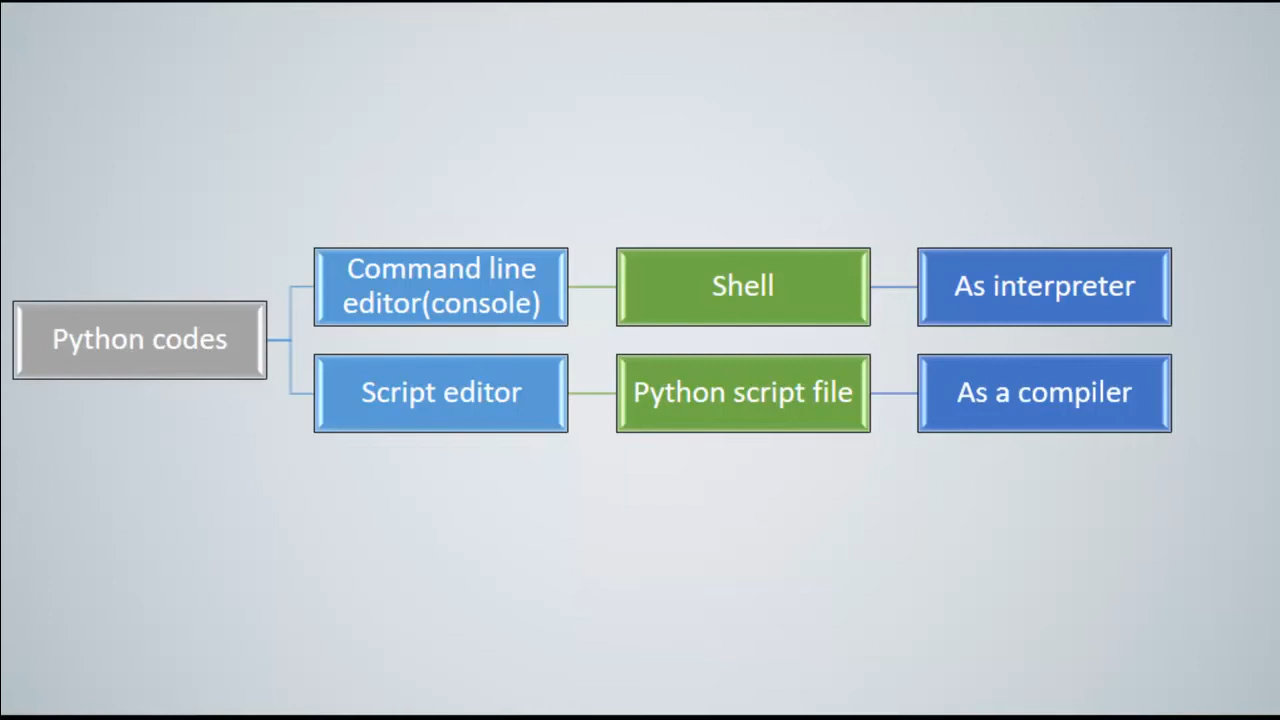 Python codes
Command line
editor(console)
Shell
As interpreter
Script editor
Python script file
As a compiler